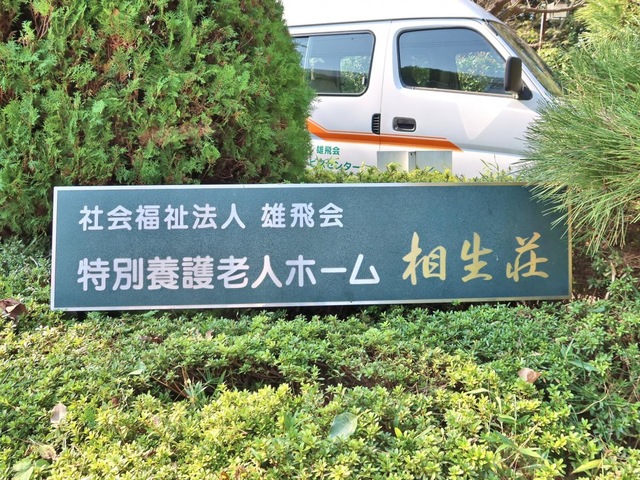 雄飛会
社会福祉法人 雄飛会
特別養護老人ホーム 相生荘